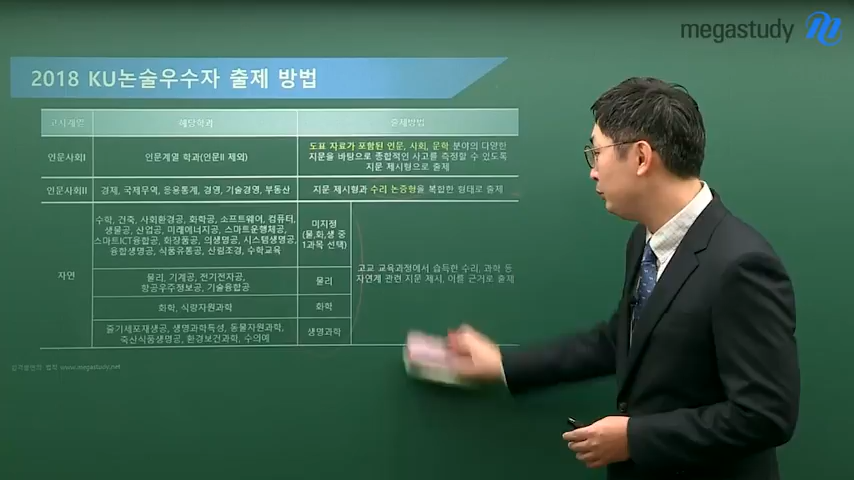 megastudy
2018 KU논술우수자 출제 방법
고사계열 해당학과 출제방법
인문사회Ⅰ 인문계열 학과(인문Ⅱ 제외)
도표 자료가 포함된 인문, 사회, 문학 분야의 다양한
지문을 바탕으로 종합적인 사고를 측정할 수 있도록
지문 제시형으로 출제
인문사회Ⅱ 경제, 국제무역, 응용통계, 경영, 기술경영, 부동산 지문 제시형과 수리 논증형을 복합한 형태로 출제
자연
수학, 건축, 사회환경공, 화학공, 소프트웨어, 컴퓨터,
생물공, 산업공, 미래에너지공, 스마트운행체공,
스마트ICT융합공, 화장품공, 의생명공, 시스템생명공,
융합생명공, 식품유통공, 산림조경, 수학교육
미지정
(물,화,생 중
1과목 선택)
물리, 기계공, 전기전자공,
항공우주정보공, 기술융합공
물리
화학, 식량자원과학 화학
줄기세포재생공, 생명과학특성, 동물자원과학,
축산식품생명공, 환경보건과학, 수의예
생명과학
고교 교육과정에서 습득한 수리, 과학 등
자연계 관련 지문 제시, 이를 근거로 출제
www.megastudy.net